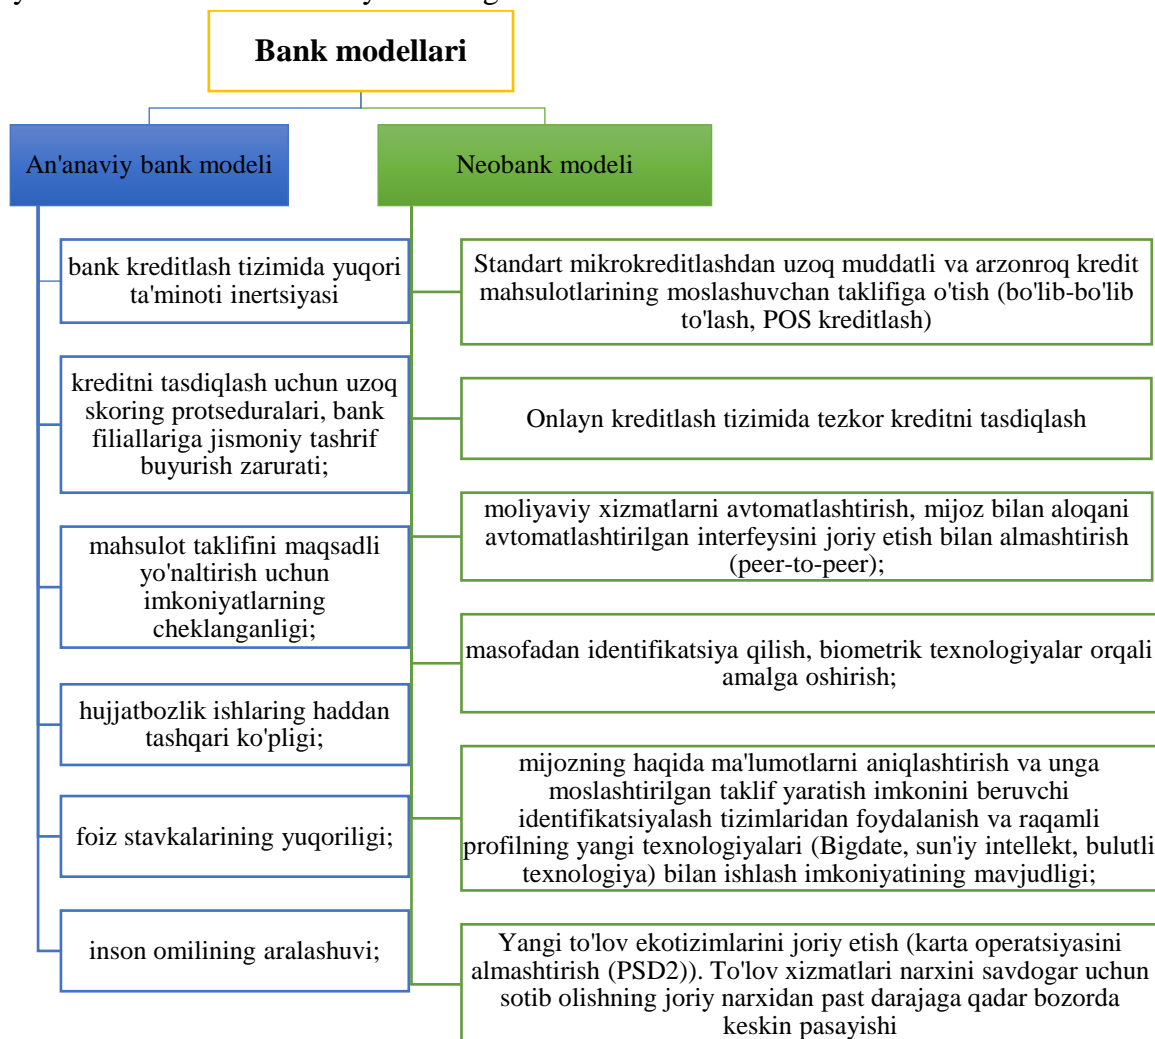 Bank modellari
An'anaviy bank modeli
Neobank modeli
bank kreditlash tizimida yuqori
ta'minoti inertsiyasi
kreditni tasdiqlash uchun uzoq
skoring protseduralari, bank
filiallariga jismoniy tashrif
buyurish zarurati;
mahsulot taklifini maqsadli
yo'naltirish uchun
imkoniyatlarning
cheklanganligi;
hujjatbozlik ishlaring haddan
tashqari ko'pligi;
foiz stavkalarining yuqoriligi;
inson omilining aralashuvi;
Standart mikrokreditlashdan uzoq muddatli va arzonroq kredit
mahsulotlarining moslashuvchan taklifiga o'tish (bo'lib-bo'lib
to'lash, POS kreditlash)
Onlayn kreditlash tizimida tezkor kreditni tasdiqlash
moliyaviy xizmatlarni avtomatlashtirish, mijoz bilan aloqani
avtomatlashtirilgan interfeysini joriy etish bilan almashtirish
(peer-to-peer);
masofadan identifikatsiya qilish, biometrik texnologiyalar orqali
amalga oshirish;
mijozning haqida ma'lumotlarni aniqlashtirish va unga
moslashtirilgan taklif yaratish imkonini beruvchi
identifikatsiyalash tizimlaridan foydalanish va raqamli
profilning yangi texnologiyalari (Bigdate, sun'iy intellekt, bulutli
texnologiya) bilan ishlash imkoniyatining mavjudligi;
Yangi to'lov ekotizimlarini joriy etish (karta operatsiyasini
almashtirish (PSD2)). To'lov xizmatlari narxini savdogar uchun
sotib olishning joriy narxidan past darajaga qadar bozorda
keskin pasayishi